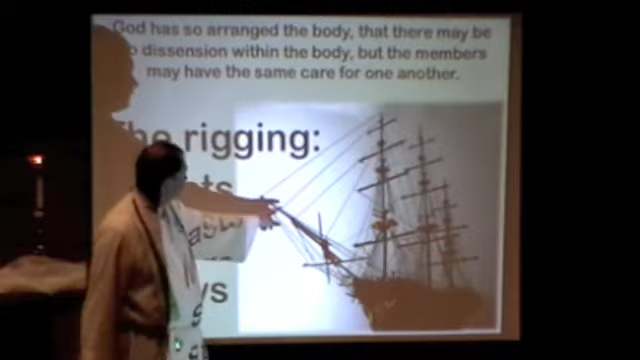 God has so arranged the body, that there may be
dissension within the body, but the members
may have the same care for one another.
The rigging: